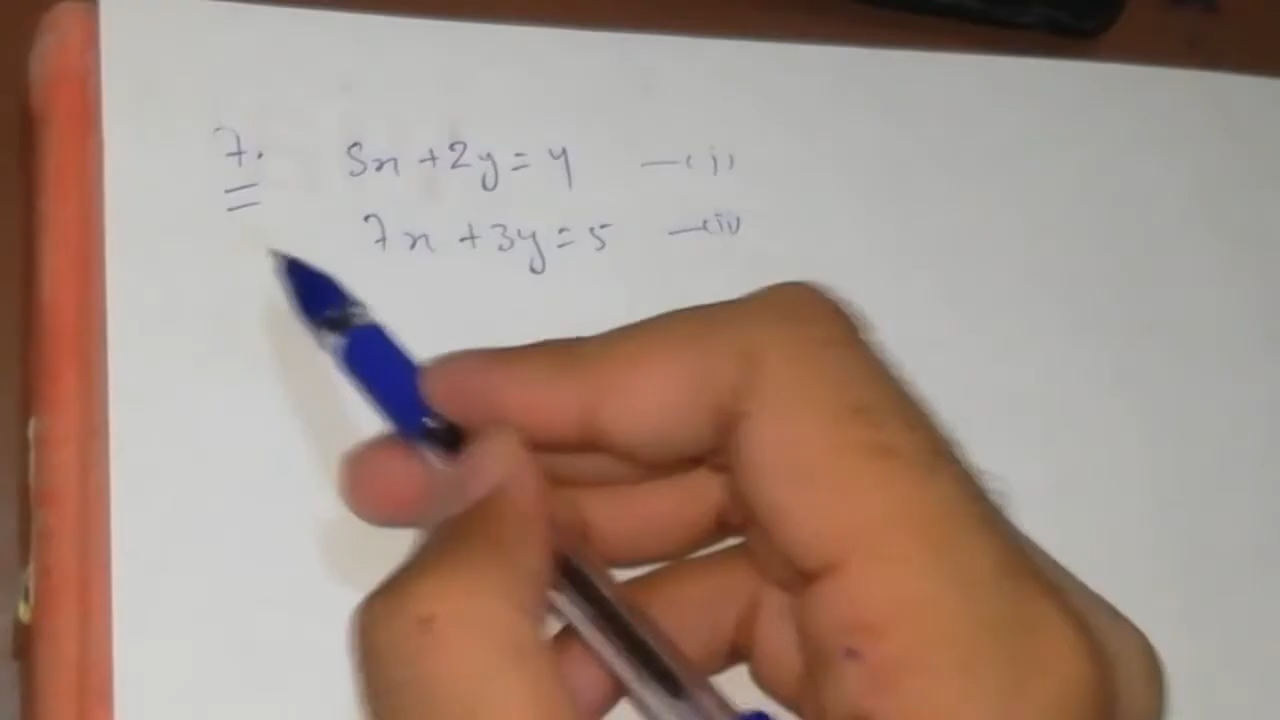 7. 5x + 2y = 4 —(i)
7x + 3y = 5 —(ii)